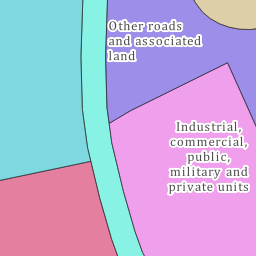 Other roads
and associated
land
Industrial,
commercial,
public,
military and
private units